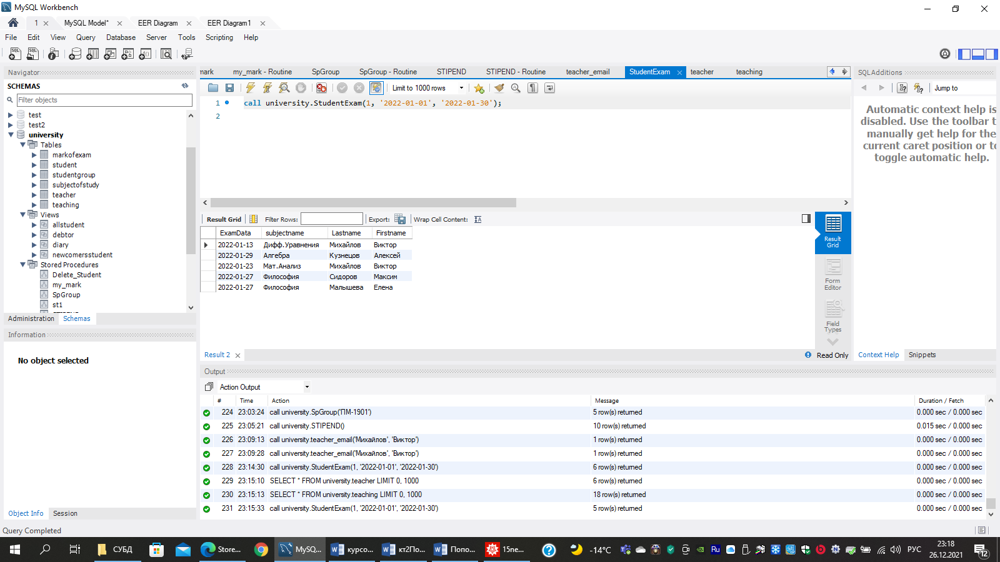 MySQL Workbench
1
MySQL Model*
EER Diagram
EER Diagram1
File Edit View Query Database Server Tools Scripting Help
Navigator
SCHEMAS
Filter objects
test
test2
university
Tables
markofexam
student
studentgroup
subjectofstudy
teacher
teaching
Views
allstudent
debtor
diary
newcomersstudent
Stored Procedures
Delete_Student
my_mark
SpGroup
st1
Administration Schemas
Information
No object selected
Object Info Session
mark my_mark - Routine SpGroup SpGroup - Routine STIPEND STIPEND - Routine teacher_email StudentExam teacher teaching
Limit to 1000 rows
1 call university.StudentExam(1, '2022-01-01', '2022-01-30');
2
Result Grid Filter Rows: Export: Wrap Cell Content:
ExamData subjectname Lastname Firstname
2022-01-13 Дифф.Уравнения Михайлов Виктор
2022-01-29 Алгебра Кузнецов Алексей
2022-01-23 Мат.Анализ Михайлов Виктор
2022-01-27 Философия Сидоров Максим
2022-01-27 Философия Малышева Елена
Result
Grid
Form
Editor
Field
Types
Result 2
Read Only
SQLAdditions
Jump to
Automatic context help is
disabled. Use the toolbar t
manually get help for the
current caret position or to
toggle automatic help.
Context Help Snippets
Output
Action Output
# Time Action Message Duration / Fetch
224 23:03:24 call university.SpGroup('ПМ-1901') 5 row(s) returned 0.000 sec / 0.000 sec
225 23:05:21 call university.STIPEND() 10 row(s) returned 0.015 sec / 0.000 sec
226 23:09:13 call university.teacher_email('Михайлов', 'Виктор') 1 row(s) returned 0.000 sec / 0.000 sec
227 23:09:28 call university.teacher_email('Михайлов', 'Виктор') 1 row(s) returned 0.000 sec / 0.000 sec
228 23:14:30 call university.StudentExam(1, '2022-01-01', '2022-01-30') 6 row(s) returned 0.000 sec / 0.000 sec
229 23:15:10 SELECT * FROM university.teacher LIMIT 0, 1000 6 row(s) returned 0.000 sec / 0.000 sec
230 23:15:13 SELECT * FROM university.teaching LIMIT 0, 1000 18 row(s) returned 0.000 sec / 0.000 sec
231 23:15:33 call university.StudentExam(1, '2022-01-01', '2022-01-30') 5 row(s) returned 0.000 sec / 0.000 sec
Query Completed
СУБД
Store...
MySQ...
курсо...
кт2По...
Попо...
15ne...
-14°C
Ru
РУС
23:18
26.12.2021
12